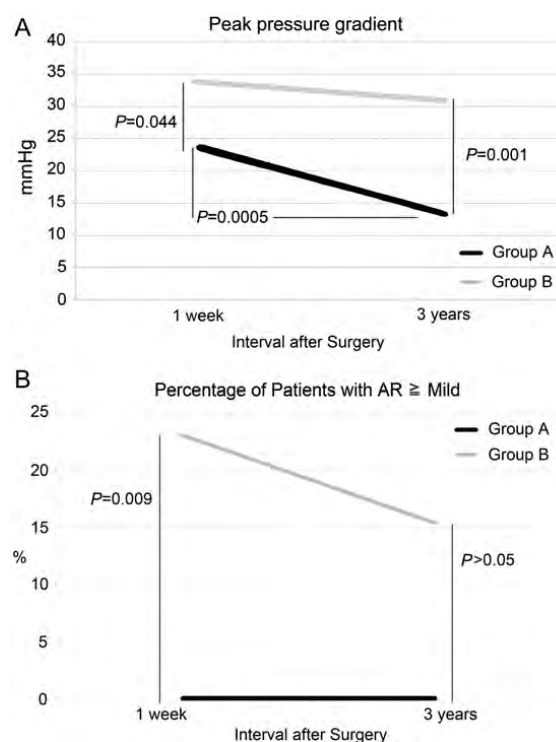 A
Peak pressure gradient
mmHg
40
35
30
25
20
15
10
5
0
P=0.044
P=0.001
P=0.0005
Group A
Group B
1 week
3 years
Interval after Surgery
B
Percentage of Patients with AR ≧ Mild
%
25
20
15
10
5
0
Group A
Group B
P=0.009
P>0.05
1 week
3 years
Interval after Surgery